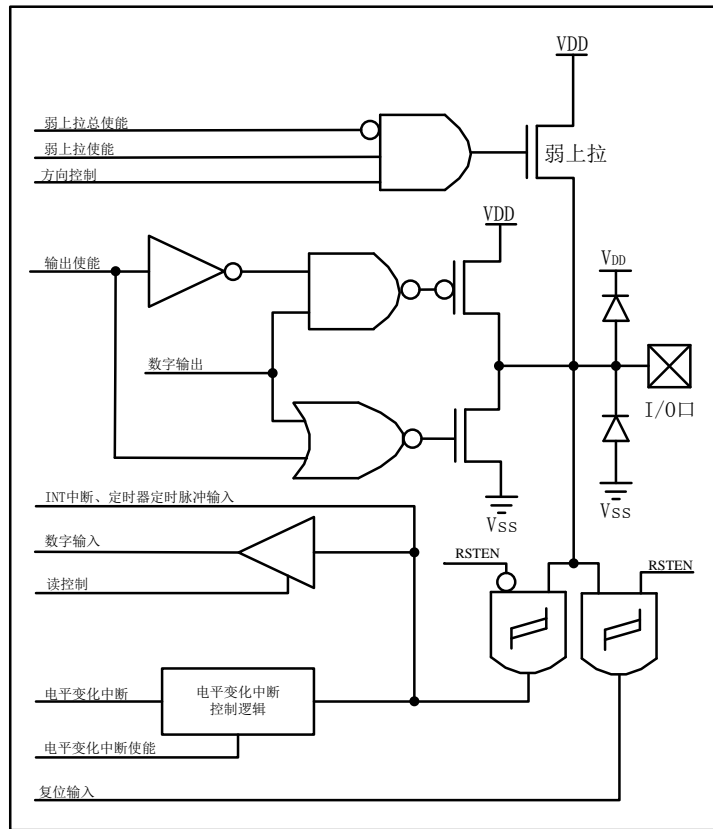 VDD
弱上拉总使能
弱上拉使能
方向控制
弱上拉
VDD
输出使能
VDD
数字输出
I/O口
INT中断、定时器定时脉冲输入
Vss
Vss
数字输入
RSTEN
RSTEN
读控制
电平变化中断
电平变化中断
控制逻辑
电平变化中断使能
复位输入